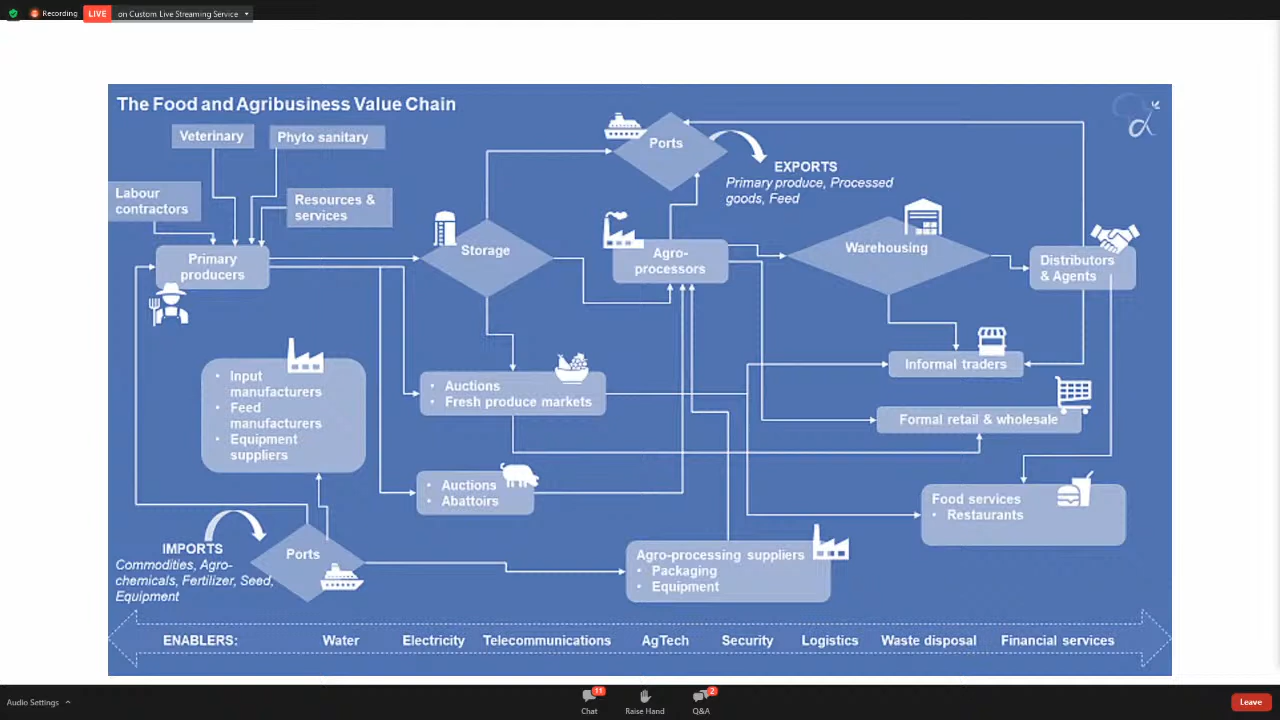 Recording
LIVE
on Custom Live Streaming Service
The Food and Agribusiness Value Chain
Veterinary
Phyto sanitary
Labour
contractors
Resources &
services
Primary
producers
Storage
Ports
EXPORTS
Primary produce, Processed
goods, Feed
Agro-
processors
Warehousing
Distributors
& Agents
• Input
manufacturers
• Feed
manufacturers
• Equipment
suppliers
• Auctions
• Fresh produce markets
Informal traders
Formal retail & wholesale
• Auctions
• Abattoirs
Food services
• Restaurants
IMPORTS
Commodities, Agro-
chemicals, Fertilizer, Seed,
Equipment
Ports
Agro-processing suppliers
• Packaging
• Equipment
ENABLERS: Water Electricity Telecommunications AgTech Security Logistics Waste disposal Financial services
Audio Settings
11
Chat
Raise Hand
2
Q&A
Leave